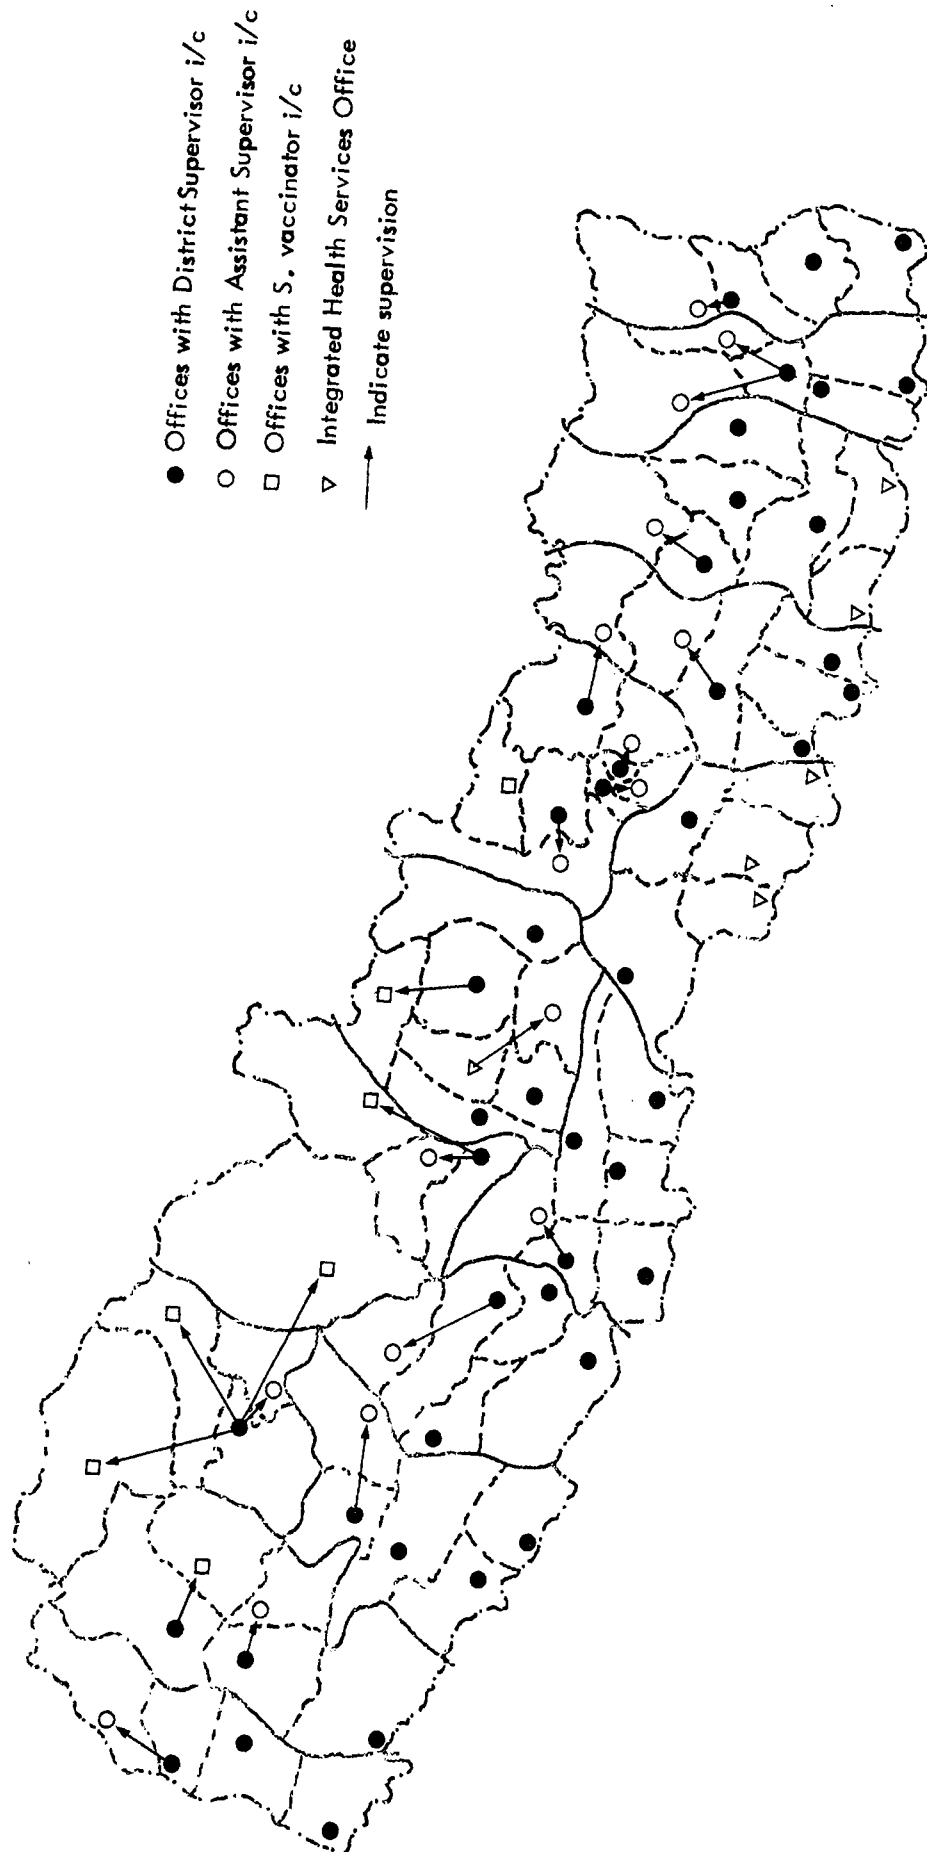 Offices with District Supervisor i/c
Offices with Assistant Supervisor i/c
Offices with S. vaccinator i/c
Integrated Health Services Office
Indicate supervision